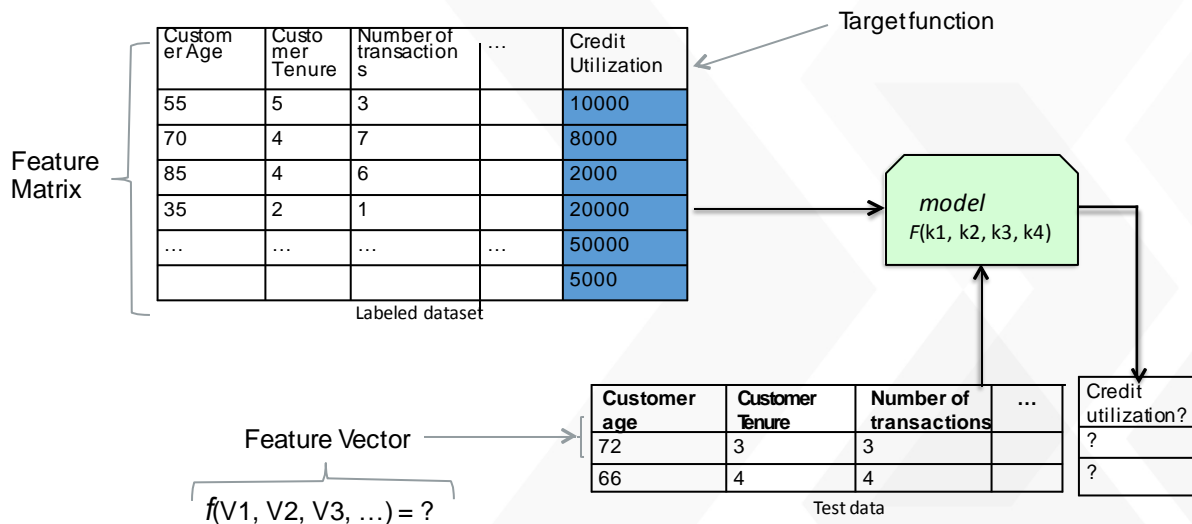 Target function
Custom
er Age
Custo
mer
Tenure
Number of
transaction
s
…
Credit
Utilization
55
5
3
10000
70
4
7
8000
85
4
6
2000
35
2
1
20000
…
…
…
…
50000
5000
Labeled dataset
Feature
Matrix
model
F(k1, k2, k3, k4)
Customer
age
Customer
Tenure
Number of
transactions
…
72
3
3
66
4
4
Test data
Credit
utilization?
?
?
Feature Vector
f(V1, V2, V3, …) = ?